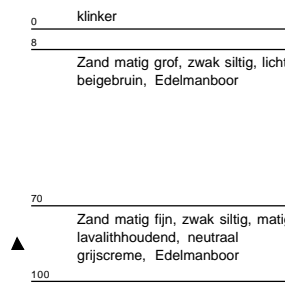 0
klinker
8
Zand matig grof, zwak siltig, licht
beigebruin, Edelmanboor
70
Zand matig fijn, zwak siltig,
lavalithhoudend, neutraal
grijscreme, Edelmanboor
100